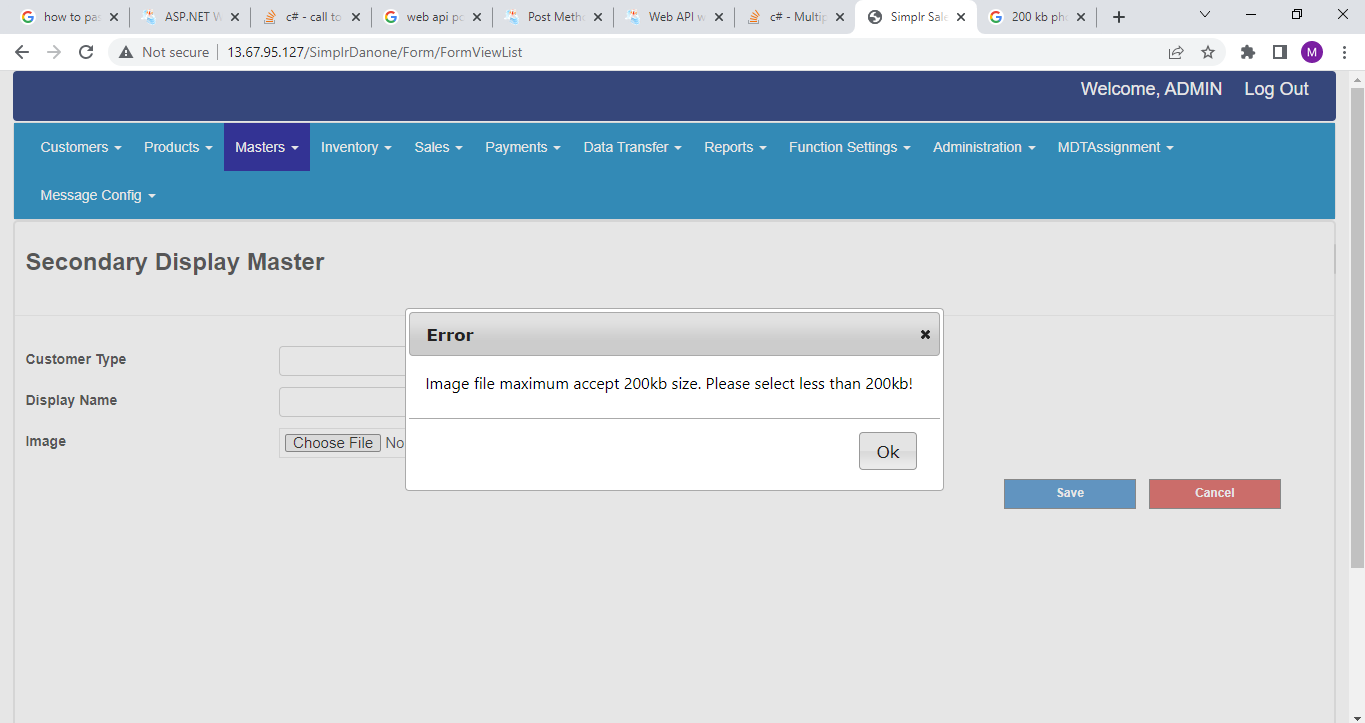 how to pa
ASP.NET W
c# - call to
web api po
Post Meth
Web API w
c# - Multip
Simplr Sale
200 kb pho
Not secure
13.67.95.127/SimplrDanone/Form/FormViewList
M
Welcome, ADMIN Log Out
Customers Products Masters Inventory Sales Payments Data Transfer Reports Function Settings Administration MDTAssignment
Message Config
Secondary Display Master
Error
Image file maximum accept 200kb size. Please select less than 200kb!
Ok
Customer Type
Display Name
Image
Choose File No
Save Cancel